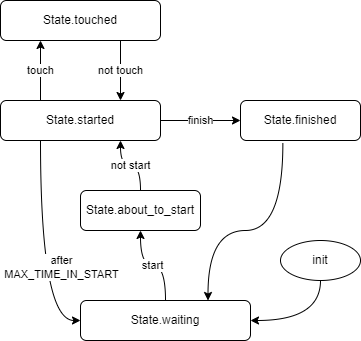 State.touched
touch
not touch
State.started
finish
State.finished
not start
State.about_to_start
after
MAX_TIME_IN_START
start
init
State.waiting